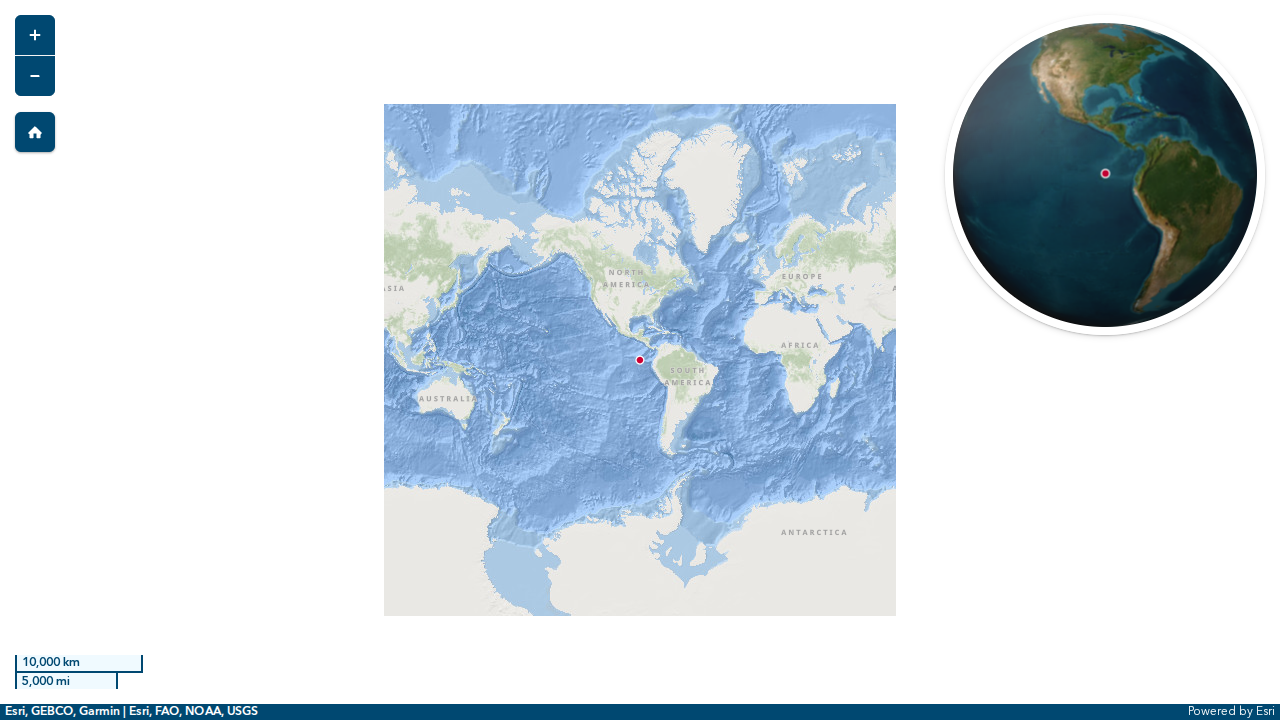 +
−
NORTH
AMERICA
EUROPE
ASIA
A
AFRICA
SOUTH
AMERICA
AUSTRALIA
ANTARCTICA
10,000 km
5,000 mi
Esri, GEBCO, Garmin | Esri, FAO, NOAA, USGS
Powered by Esri